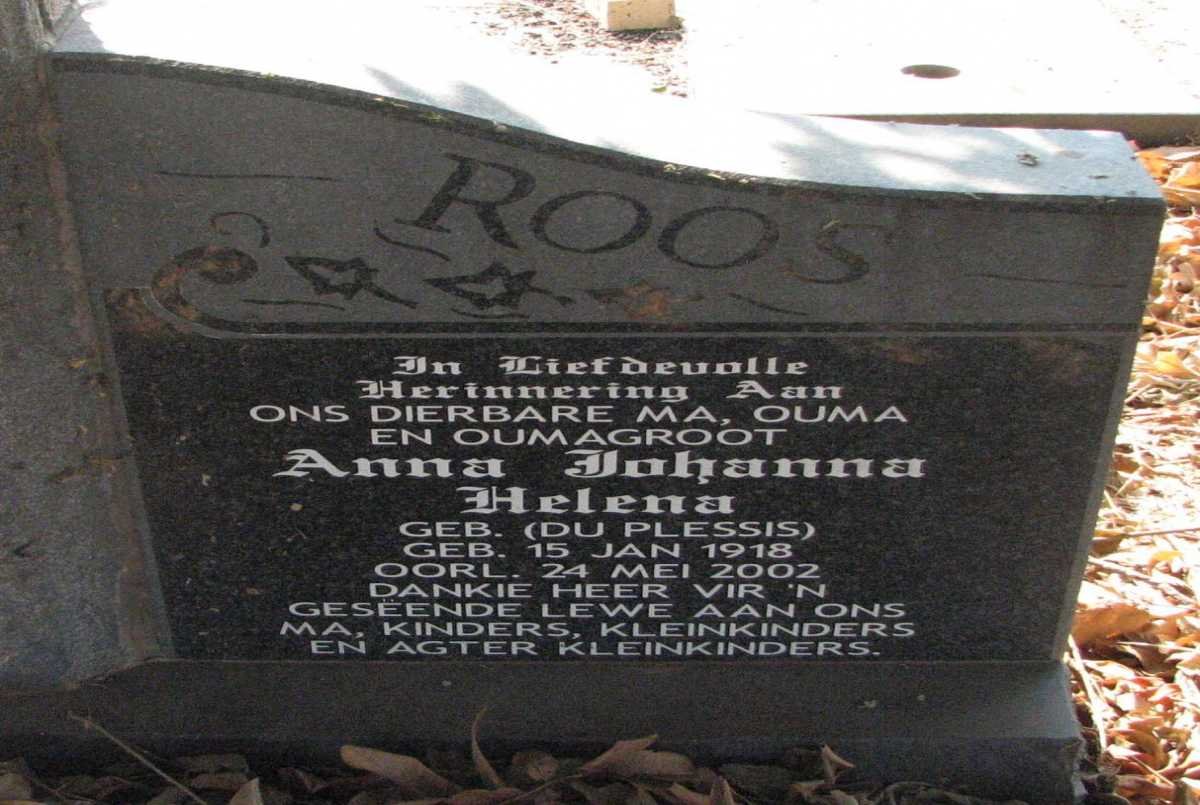 ROOS
In Liefdevolle
Herinnering Aan
ONS DIERBARE MA, OUMA
EN OUMAGROOT
Anna Johanna
Helena
GEB. (DU PLESSIS)
GEB. 15 JAN 1918
OORL. 24 MEI 2002
DANKIE HEER VIR 'N
GESËENDE LEWE AAN ONS
MA, KINDERS, KLEINKINDERS
EN AGTER KLEINKINDERS.